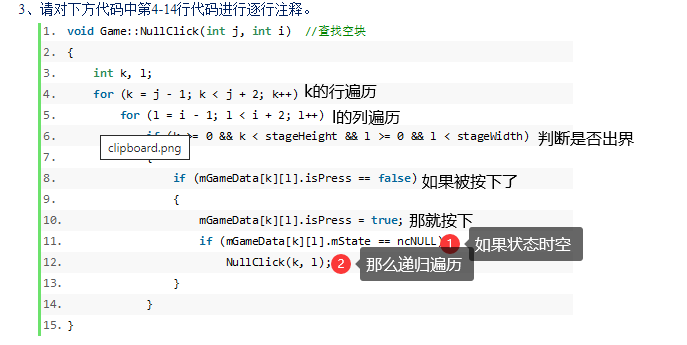 3、请对下方代码中第4-14行代码进行逐行注释。
1. void Game::NullClick(int j, int i)  //查找空块
2. {
3.     int k, l;
4.     for (k = j - 1; k < j + 2; k++) k的行遍历
5.         for (l = i - 1; l < i + 2; l++) l的列遍历
6. >= 0 && k < stageHeight && l >= 0 && l < stageWidth) 判断是否出界
clipboard.png
7.
8.                 if (mGameData[k][l].isPress == false) 如果被按下了
9.                 {
10.                     mGameData[k][l].isPress = true; 那就按下
11.                     if (mGameData[k][l].mState == ncNULL) 1 如果状态时空
12.                         NullClick(k, l); 2 那么递归遍历
13.                 }
14.             }
15. }